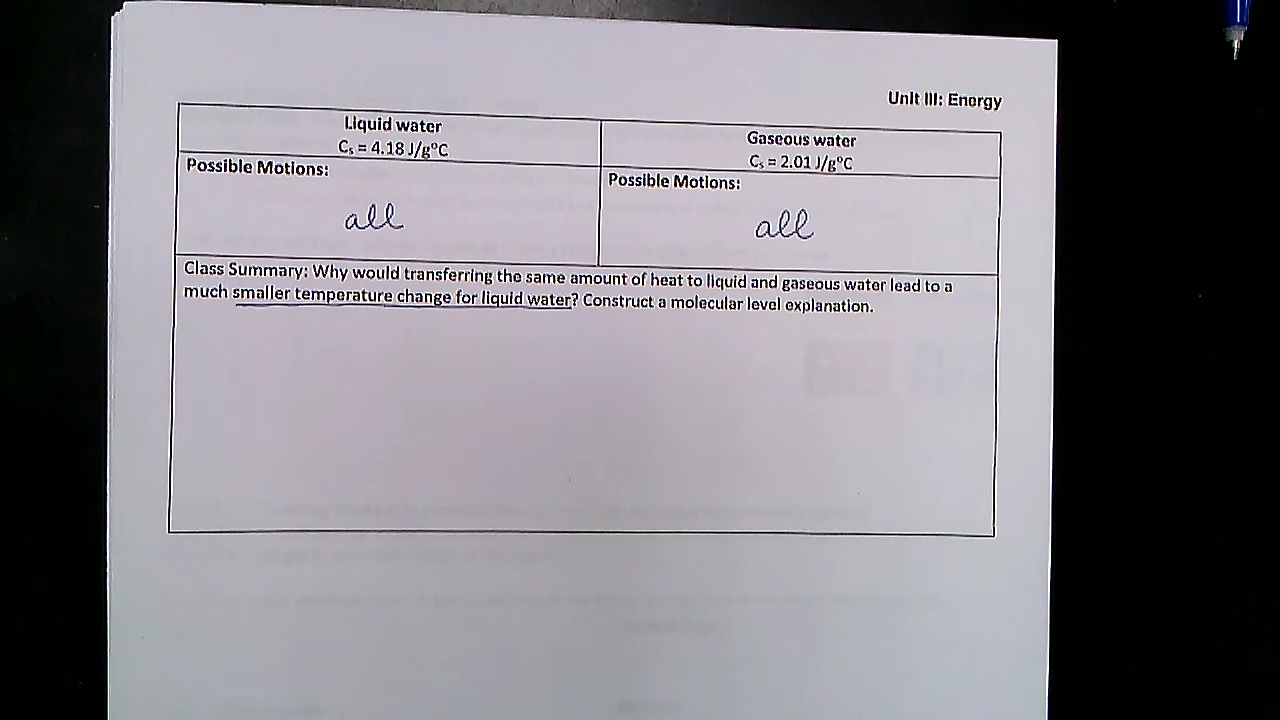 Unit III: Energy
Liquid water
Cs = 4.18 J/g°C
Gaseous water
Cs = 2.01 J/g°C
Possible Motions:
all
Possible Motions:
all
Class Summary: Why would transferring the same amount of heat to liquid and gaseous water lead to a
much smaller temperature change for liquid water? Construct a molecular level explanation.